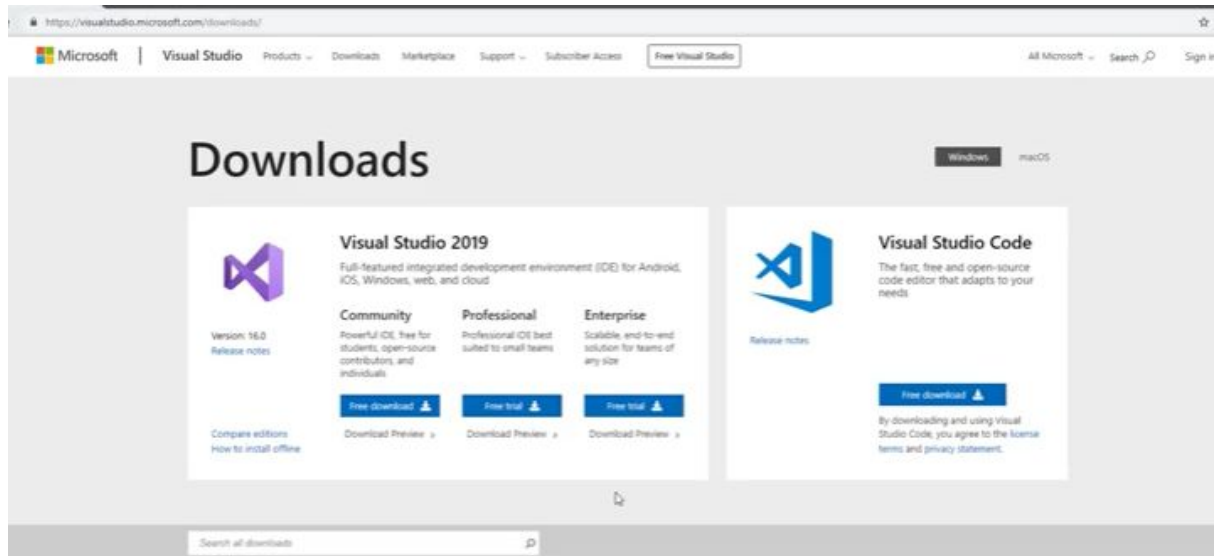 https://visualstudio.microsoft.com/downloads/
Microsoft | Visual Studio Products Downloads Marketplace Support Subscriber Access Free Visual Studio All Microsoft Search Sign in
Downloads
Windows macOS
Visual Studio 2019
Full-featured integrated development environment (IDE) for Android,
iOS, Windows, web, and cloud
Version: 16.0
Release notes
Compare editions
How to install offline
Community
Powerful IDE, free for
students, open-source
contributors, and
individuals
Free download
Download Preview
Professional
Professional IDE best
suited to small teams
Free trial
Download Preview
Enterprise
Scalable, end-to-end
solution for teams of
any size
Free trial
Download Preview
Visual Studio Code
The fast, free and open-source
code editor that adapts to your
needs
Release notes
Free download
By downloading and using Visual
Studio Code, you agree to the license
terms and privacy statement.
Search all downloads